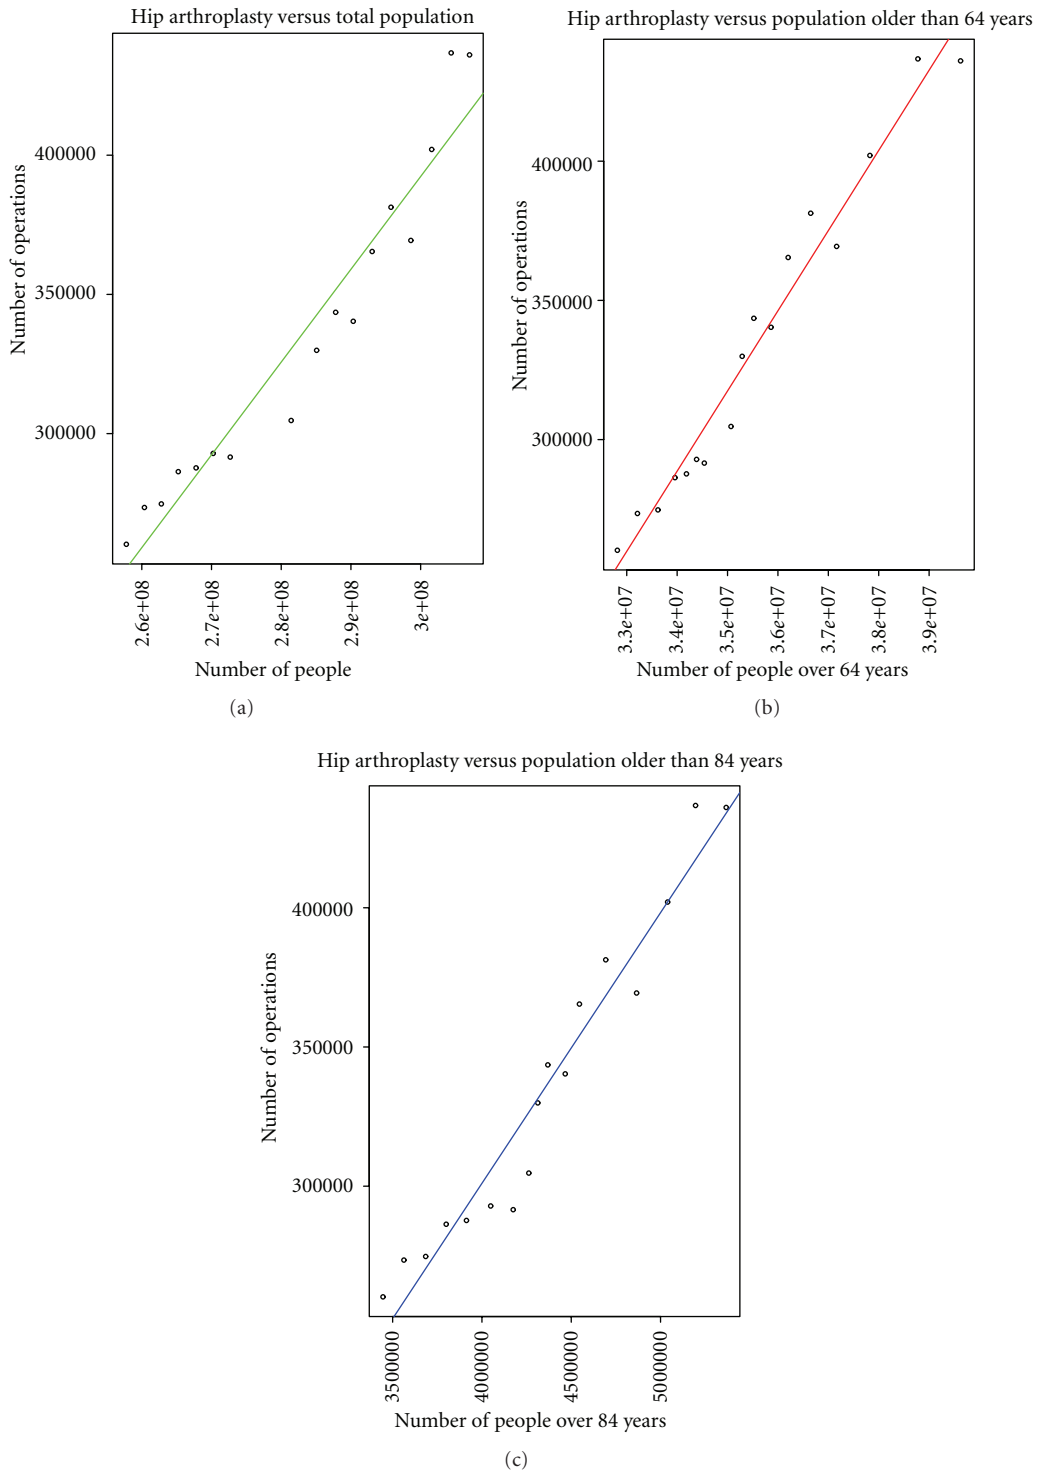 Hip arthroplasty versus total population
Number of operations
400000
350000
300000
2.6e+08
2.7e+08
2.8e+08
2.9e+08
3e+08
Number of people
(a)
Hip arthroplasty versus population older than 64 years
Number of operations
400000
350000
300000
3.3e+07
3.4e+07
3.5e+07
3.6e+07
3.7e+07
3.8e+07
3.9e+07
Number of people over 64 years
(b)
Hip arthroplasty versus population older than 84 years
Number of operations
400000
350000
300000
3500000
4000000
4500000
5000000
Number of people over 84 years
(c)